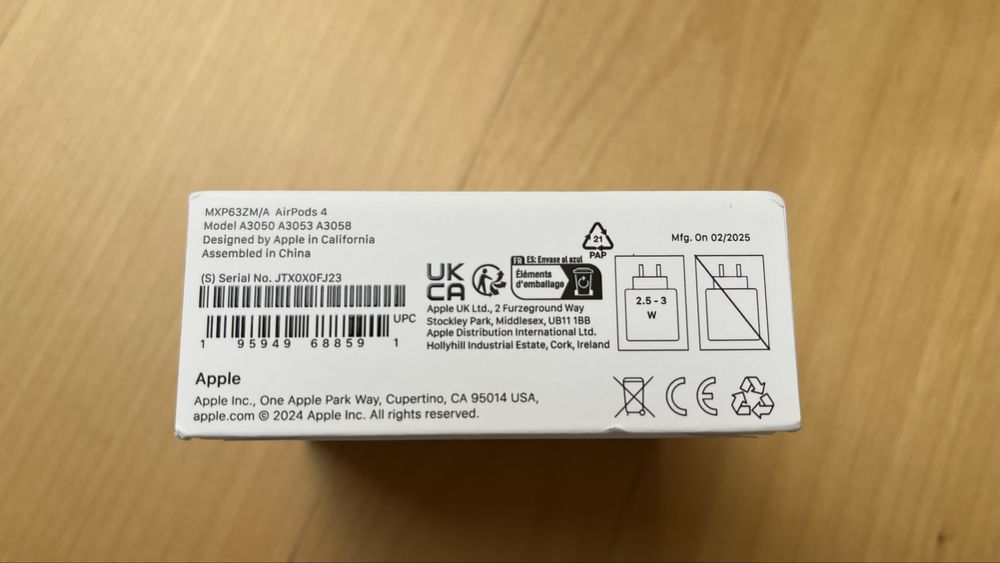 MXP63ZM/A AirPods 4
Model A3050 A3053 A3058
Designed by Apple in California
Assembled in China
(S) Serial No. JTX0X0FJ23
UPC
1 95949 68859 1
UK
CA
FR ES: Envase al azul
Éléments
d'emballage
21
PAP
Mfg. On 02/2025
2.5 - 3
W
Apple UK Ltd., 2 Furzeground Way
Stockley Park, Middlesex, UB11 1BB
Apple Distribution International Ltd.
Hollyhill Industrial Estate, Cork, Ireland
Apple
Apple Inc., One Apple Park Way, Cupertino, CA 95014 USA,
apple.com © 2024 Apple Inc. All rights reserved.
CE